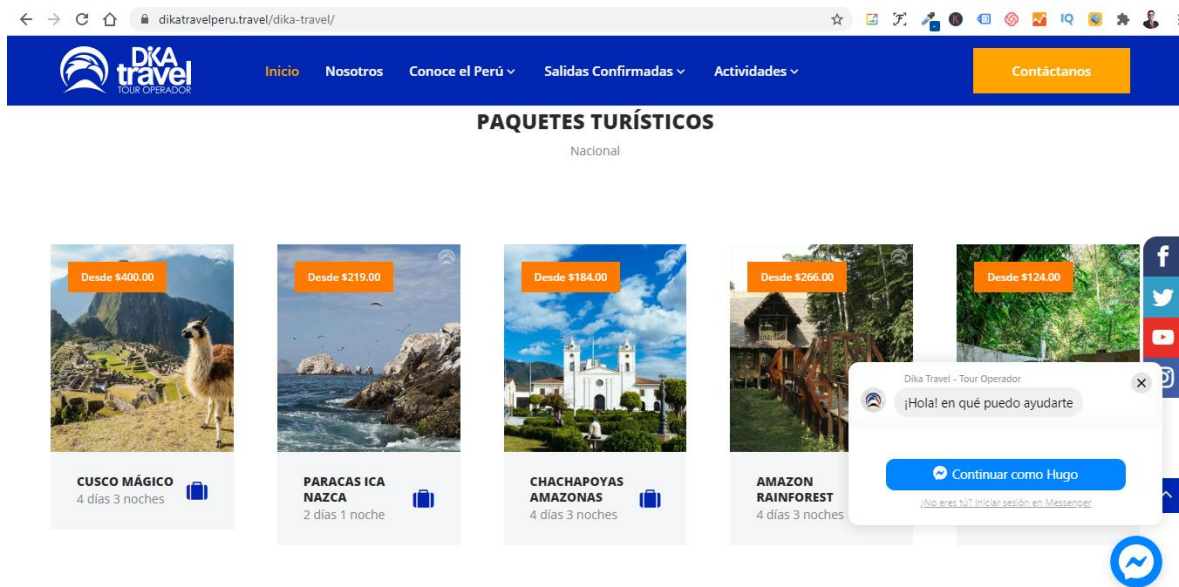 dikatravelperu.travel/dika-travel/
DiKA
travel
TOUR OPERADOR
Inicio Nosotros Conoce el Perú Salidas Confirmadas Actividades Contáctanos
PAQUETES TURÍSTICOS
Nacional
Desde $400.00
Desde $219.00
Desde $184.00
Desde $266.00
Desde $124.00
CUSCO MÁGICO
4 días 3 noches
PARACAS ICA
NAZCA
2 días 1 noche
CHACHAPOYAS
AMAZONAS
4 días 3 noches
AMAZON
RAINFOREST
4 días 3 noches
Dika Travel - Tour Operador
¡Hola! en qué puedo ayudarte
Continuar como Hugo
¿No eres tú? Iniciar sesión en Messenger